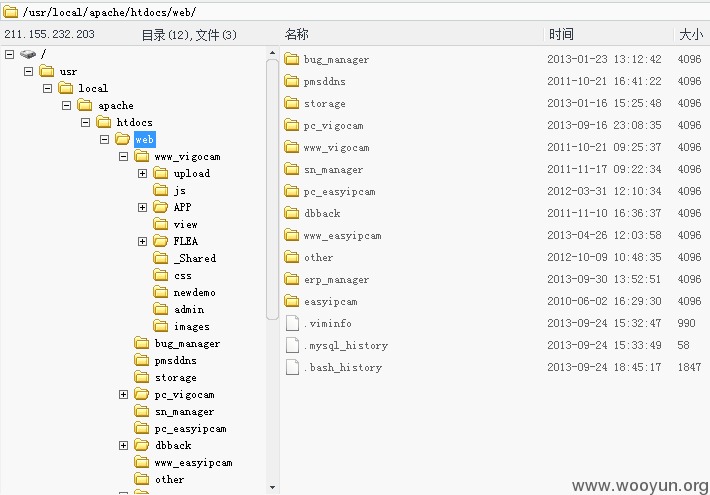 /usr/local/apache/htdocs/web/
211.155.232.203 目录(12),文件(3) 名称 时间 大小
/
usr
local
apache
htdocs
web
www_vigocam
upload
js
APP
view
FLEA
_Shared
css
newdemo
admin
images
bug_manager
pmsddns
storage
pc_vigocam
sn_manager
pc_easyipcam
dbback
www_easyipcam
other
bug_manager 2013-01-23 13:12:42 4096
pmsddns 2011-10-21 16:41:22 4096
storage 2013-01-16 15:25:48 4096
pc_vigocam 2013-09-16 23:08:35 4096
www_vigocam 2011-10-21 09:25:37 4096
sn_manager 2011-11-17 09:22:34 4096
pc_easyipcam 2012-03-31 12:10:34 4096
dbback 2011-11-10 16:36:37 4096
www_easyipcam 2013-04-26 12:03:58 4096
other 2012-10-09 10:48:35 4096
erp_manager 2013-09-30 13:52:51 4096
easyipcam 2010-06-02 16:29:30 4096
.viminfo 2013-09-24 15:32:47 990
.mysql_history 2013-09-24 15:33:49 58
.bash_history 2013-09-24 18:45:17 1847
www.wooyun.org